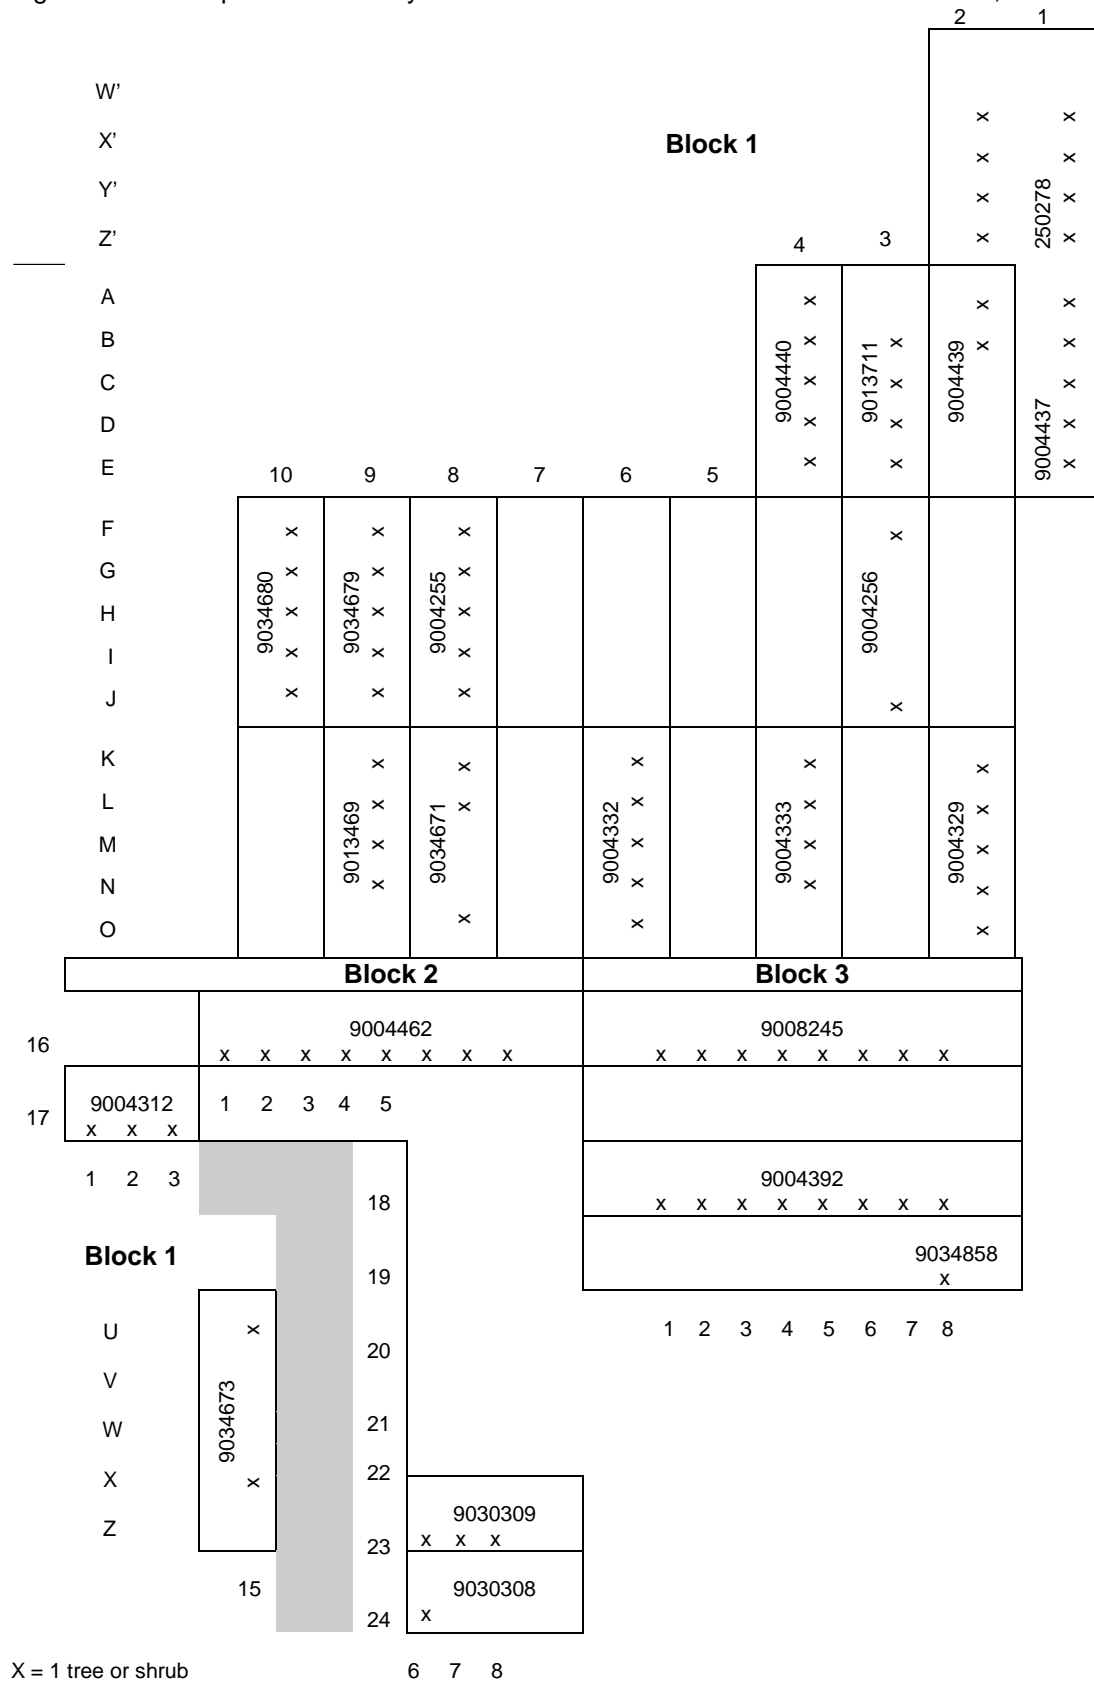 2 1
W'
x x
X' Block 1
x x
Y'
x 250278 x
Z'
x x
4 3
A
x x x
B
9004440 x 9013711 x 9004439 x x
C
x x x
D
x x 9004437 x
E
x x x
10 9 8 7 6 5
F
x x x x
G
9034680 x 9034679 x 9004255 x 9004256
H
x x x
I
x x x
J
x x x x
K
x x x x x
L
9013469 x 9034671 x 9004332 x 9004333 x 9004329 x
M
x x x x
N
x x x x
O
x x x
Block 2 Block 3
9004462 9008245
16
x x x x x x x x x x x x x x x x
17 9004312 1 2 3 4 5
x x x
1 2 3 9004392
18 x x x x x x x x
Block 1 9034858
19 x
U x 1 2 3 4 5 6 7 8
20
V
9034673
W 21
X x 22
Z 9030309
23 x x x
15 9030308
24 x
X = 1 tree or shrub 6 7 8